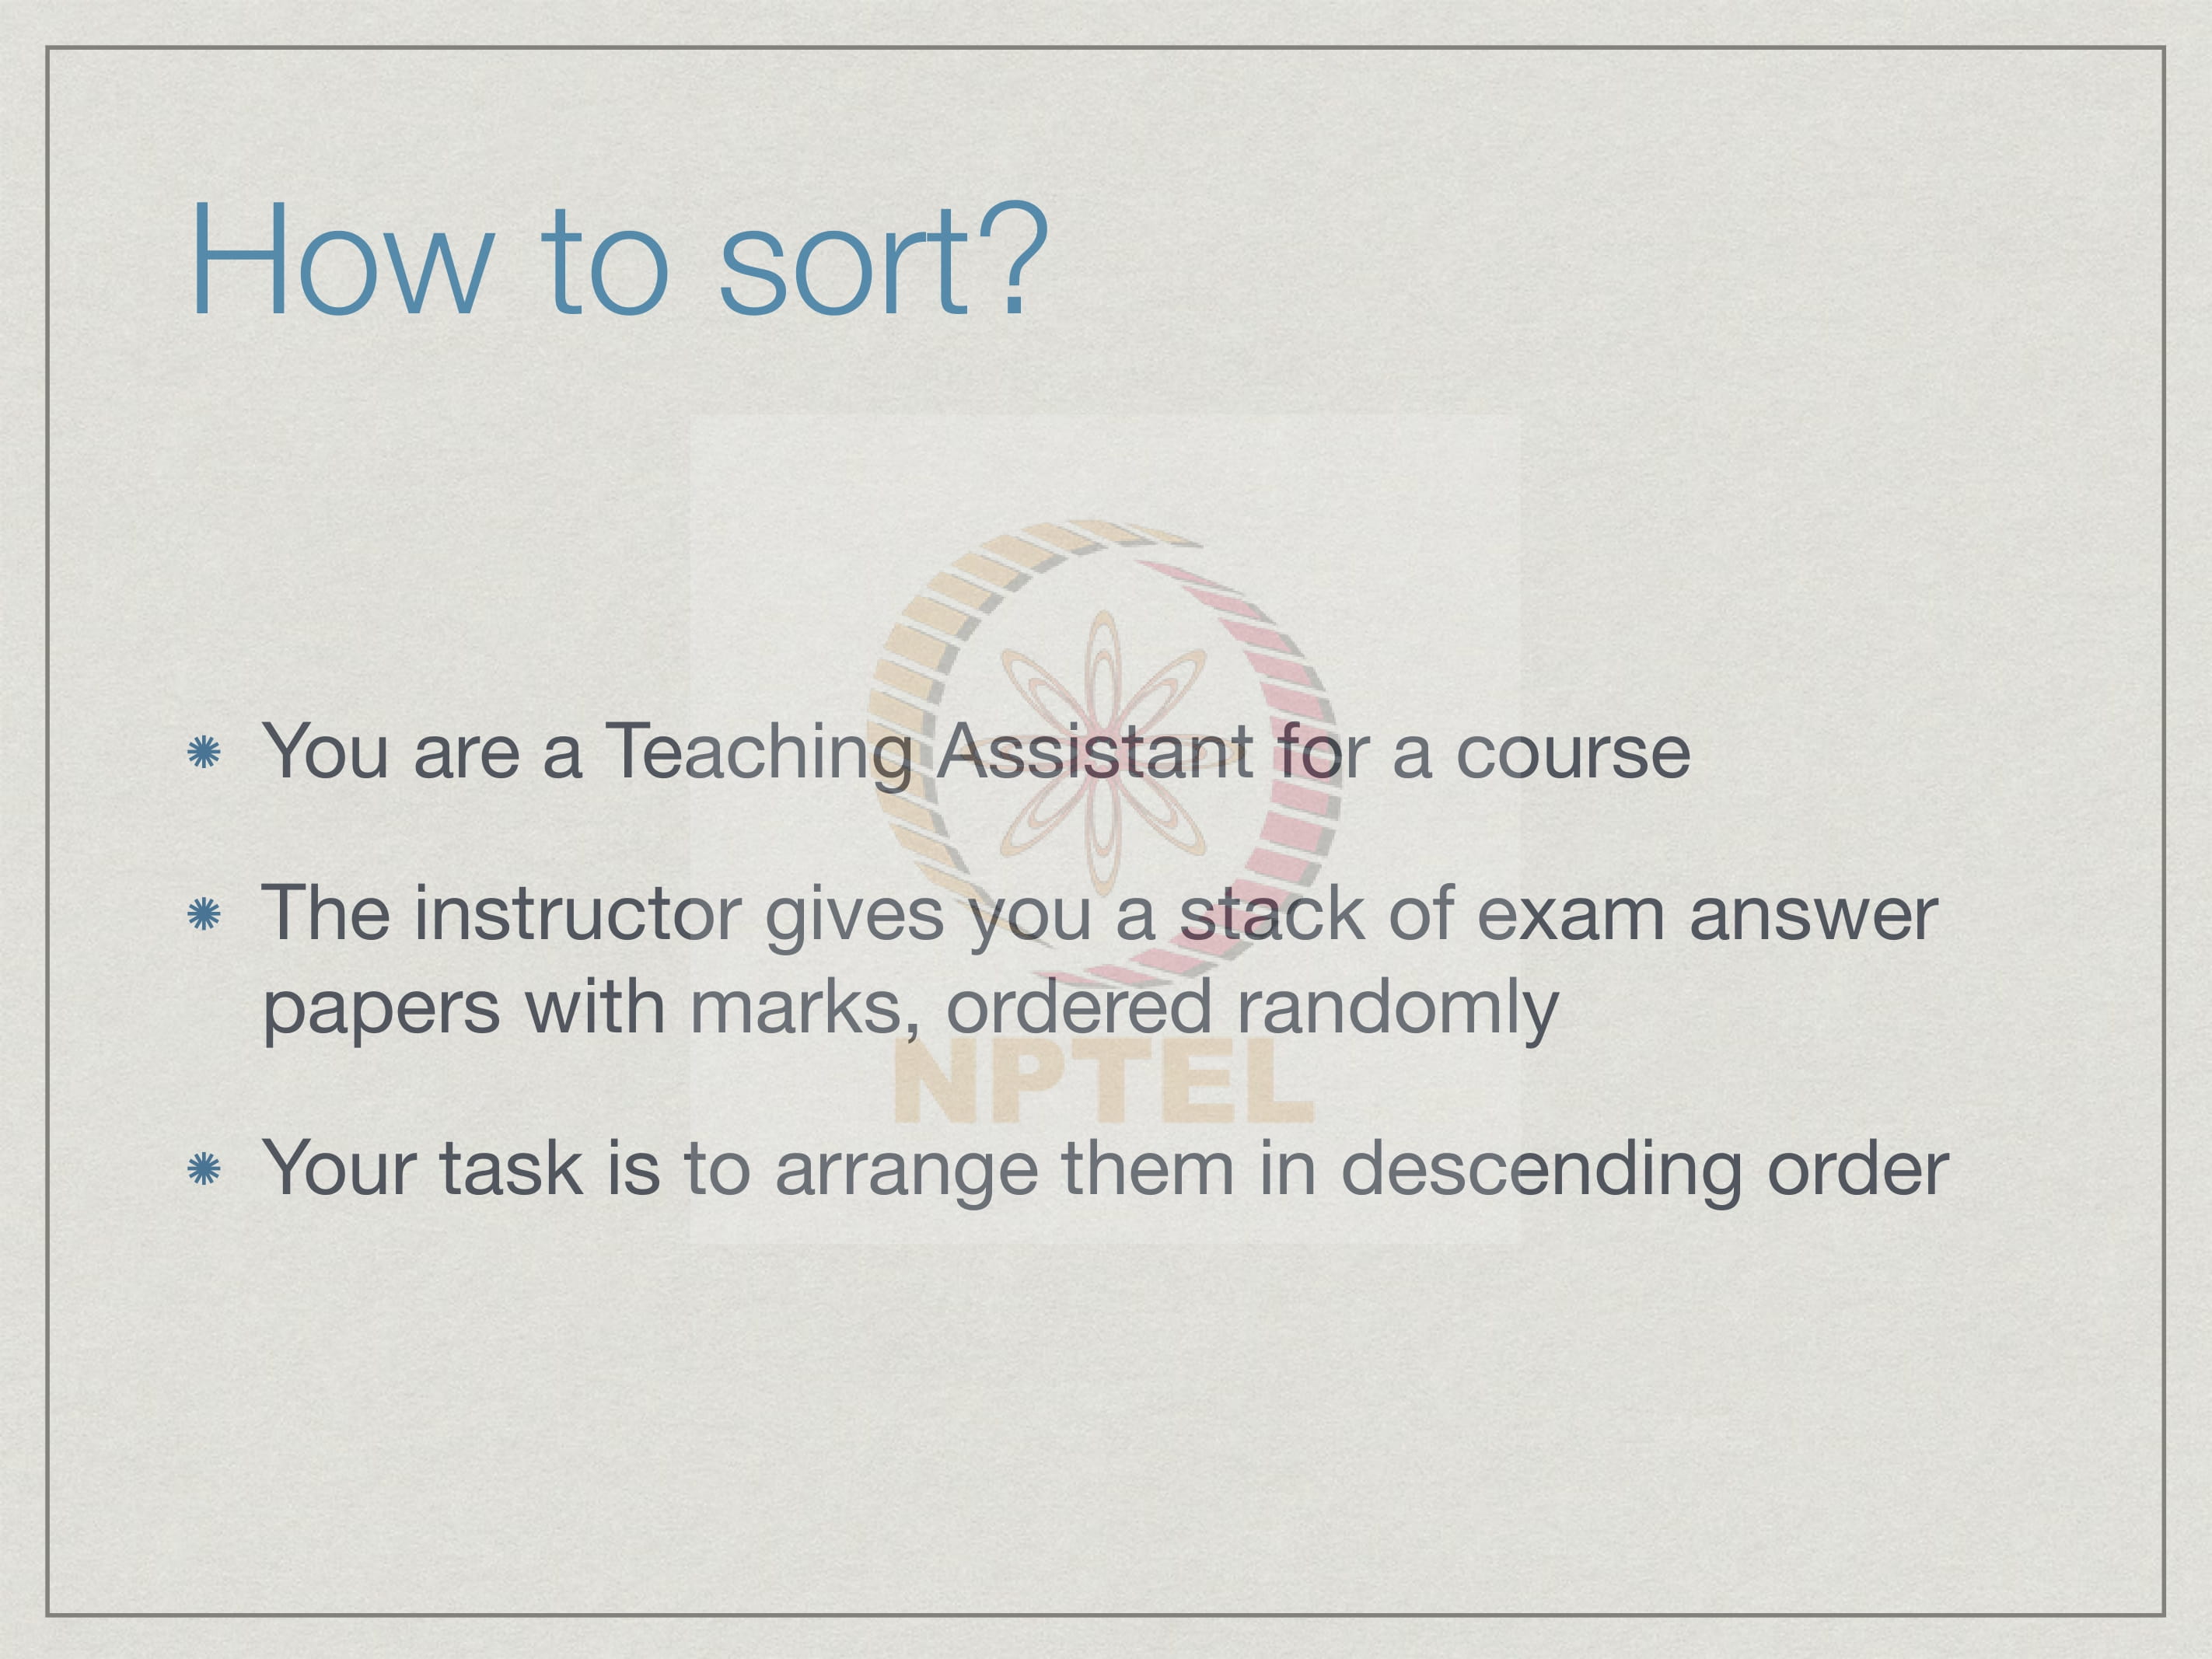 How to sort?
You are a Teaching Assistant for a course
The instructor gives you a stack of exam answer
papers with marks, ordered randomly
NPTEL
Your task is to arrange them in descending order